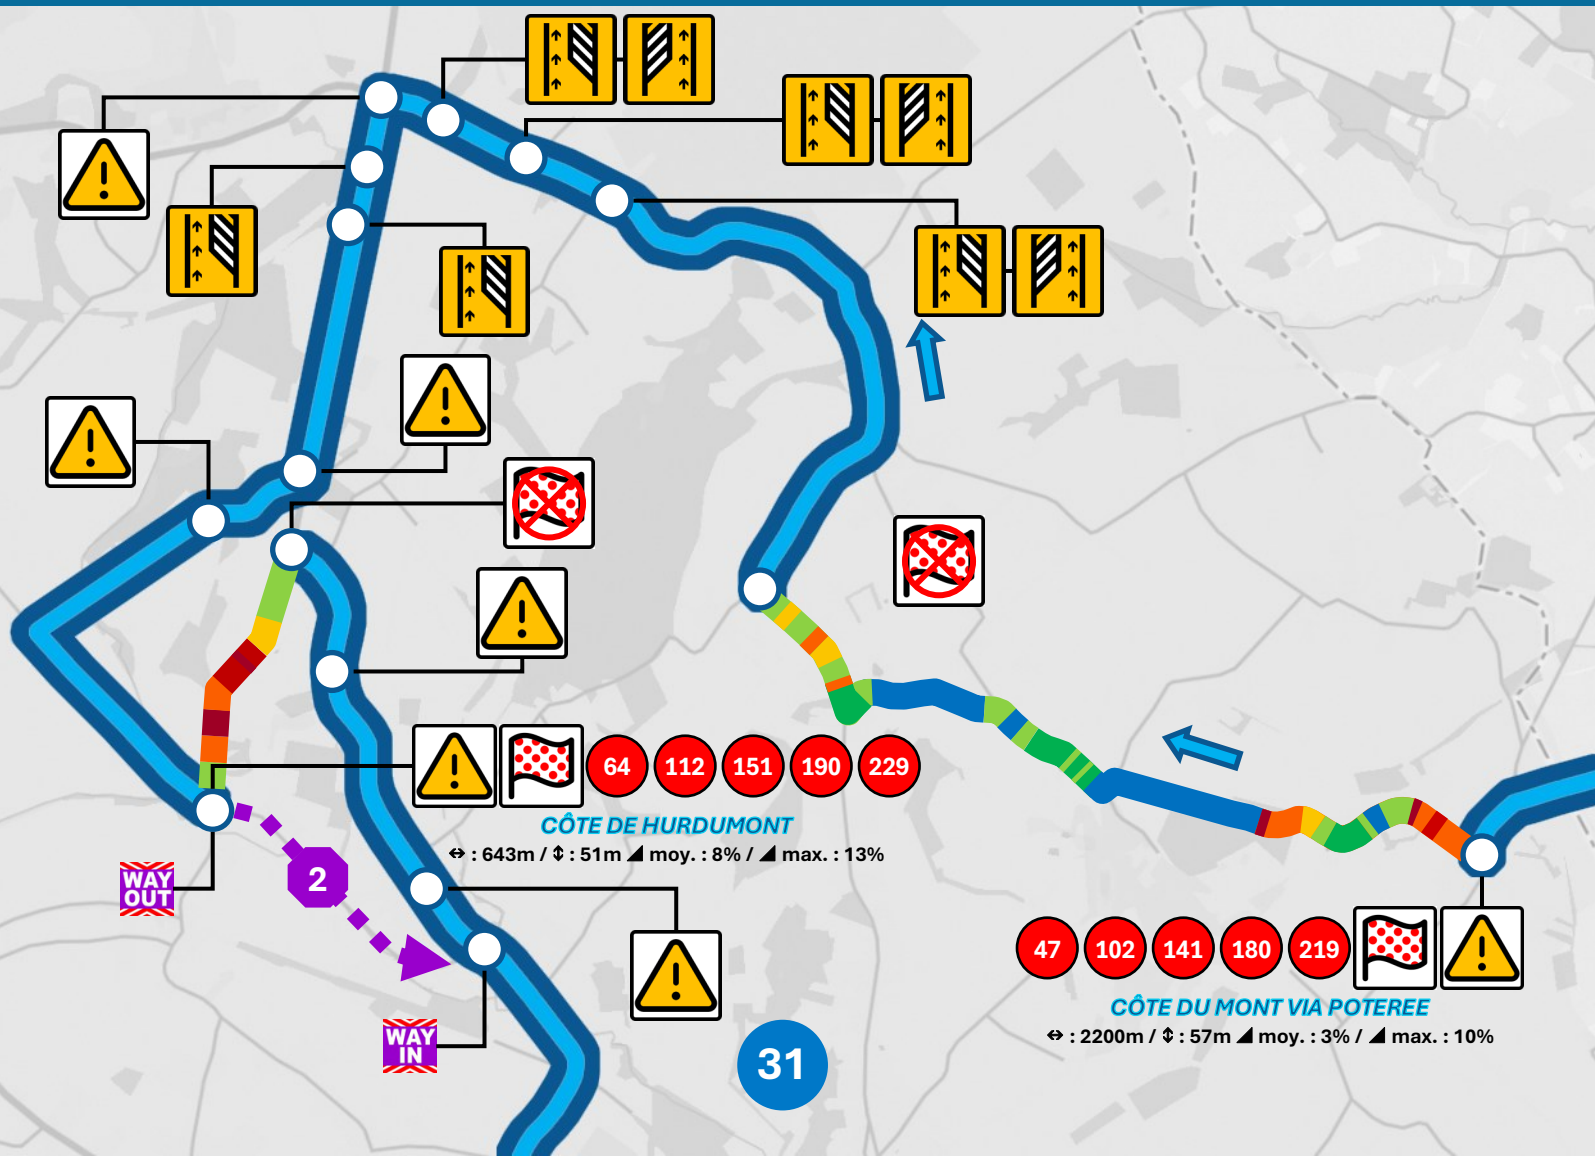 64 112 151 190 229
CÔTE DE HURDUMONT
: 643m / : 51m moy. : 8% / max. : 13%
WAY
OUT
2
47 102 141 180 219
CÔTE DU MONT VIA POTEREE
: 2200m / : 57m moy. : 3% / max. : 10%
WAY
IN
31